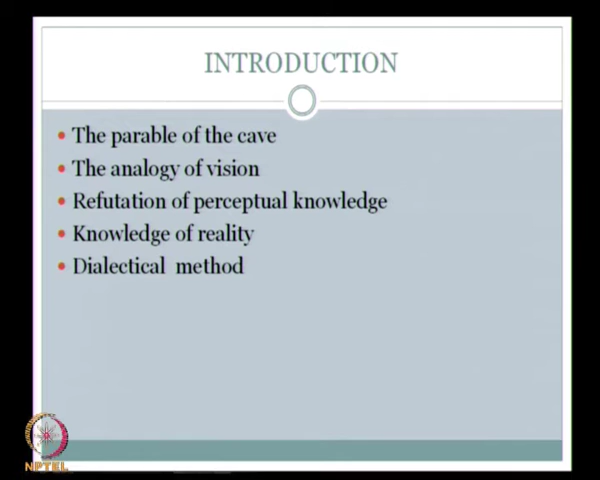 INTRODUCTION
• The parable of the cave
• The analogy of vision
• Refutation of perceptual knowledge
• Knowledge of reality
• Dialectical method
NPTEL